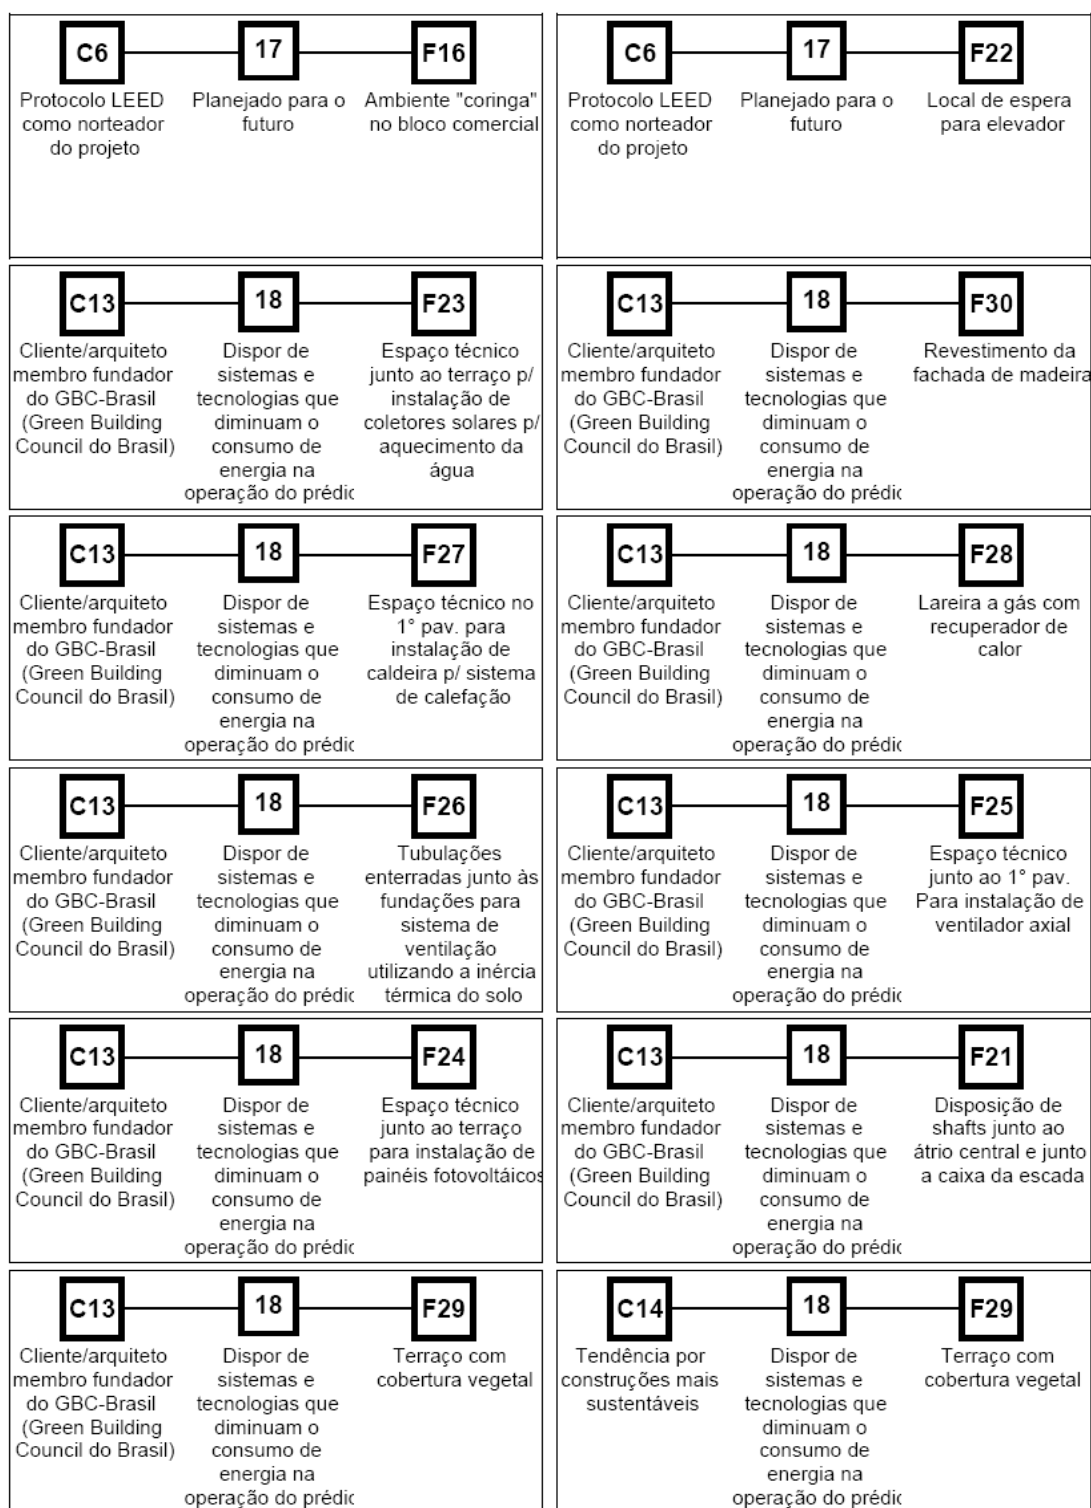 C6
17
F16
Protocolo LEED
como norteador
do projeto
Planejado para o
futuro
Ambiente "coringa"
no bloco comercial
C6
17
F22
Protocolo LEED
como norteador
do projeto
Planejado para o
futuro
Local de espera
para elevador
C13
18
F23
Cliente/arquiteto
membro fundador
do GBC-Brasil
(Green Building
Council do Brasil)
Dispor de
sistemas e
tecnologias que
diminuam o
consumo de
energia na
operação do prédic
Espaço técnico
junto ao terraço p/
instalação de
coletores solares p/
aquecimento da
água
C13
18
F30
Cliente/arquiteto
membro fundador
do GBC-Brasil
(Green Building
Council do Brasil)
Dispor de
sistemas e
tecnologias que
diminuam o
consumo de
energia na
operação do prédic
Revestimento da
fachada de madeira
C13
18
F27
Cliente/arquiteto
membro fundador
do GBC-Brasil
(Green Building
Council do Brasil)
Dispor de
sistemas e
tecnologias que
diminuam o
consumo de
energia na
operação do prédic
Espaço técnico no
1° pav. para
instalação de
caldeira p/ sistema
de calefação
C13
18
F28
Cliente/arquiteto
membro fundador
do GBC-Brasil
(Green Building
Council do Brasil)
Dispor de
sistemas e
tecnologias que
diminuam o
consumo de
energia na
operação do prédic
Lareira a gás com
recuperador de
calor
C13
18
F26
Cliente/arquiteto
membro fundador
do GBC-Brasil
(Green Building
Council do Brasil)
Dispor de
sistemas e
tecnologias que
diminuam o
consumo de
energia na
operação do prédic
Tubulações
enterradas junto às
fundações para
sistema de
ventilação
utilizando a inércia
térmica do solo
C13
18
F25
Cliente/arquiteto
membro fundador
do GBC-Brasil
(Green Building
Council do Brasil)
Dispor de
sistemas e
tecnologias que
diminuam o
consumo de
energia na
operação do prédic
Espaço técnico
junto ao 1° pav.
Para instalação de
ventilador axial
C13
18
F24
Cliente/arquiteto
membro fundador
do GBC-Brasil
(Green Building
Council do Brasil)
Dispor de
sistemas e
tecnologias que
diminuam o
consumo de
energia na
operação do prédic
Espaço técnico
junto ao terraço
para instalação de
painéis fotovoltáicos
C13
18
F21
Cliente/arquiteto
membro fundador
do GBC-Brasil
(Green Building
Council do Brasil)
Dispor de
sistemas e
tecnologias que
diminuam o
consumo de
energia na
operação do prédic
Disposição de
shafts junto ao
átrio central e junto
a caixa da escada
C13
18
F29
Cliente/arquiteto
membro fundador
do GBC-Brasil
(Green Building
Council do Brasil)
Dispor de
sistemas e
tecnologias que
diminuam o
consumo de
energia na
operação do prédic
Terraço com
cobertura vegetal
C14
18
F29
Tendência por
construções mais
sustentáveis
Dispor de
sistemas e
tecnologias que
diminuam o
consumo de
energia na
operação do prédic
Terraço com
cobertura vegetal